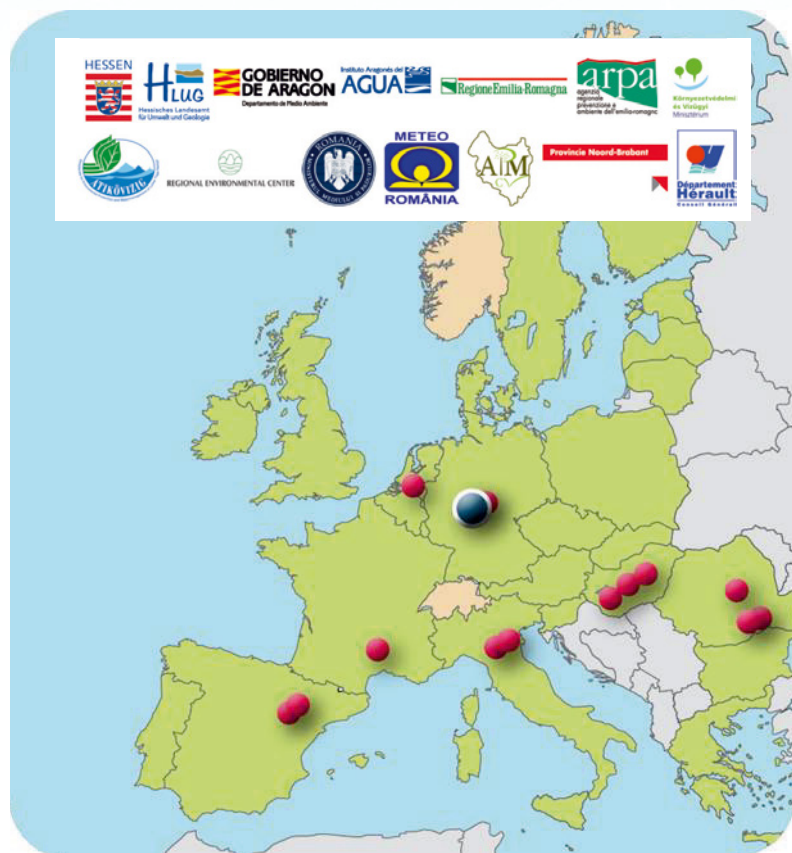 HESSEN
HLUG
Hessisches Landesamt
für Umwelt und Geologie
GOBIERNO
DE ARAGON
Departamento de Medio Ambiente
Instituto Aragonés del
AGUA
Regione Emilia-Romagna
arpa
agenzia
regionale
prevenzione e
ambiente dell'emilia-romagna
Környezetvédelmi
és Vízügyi
Minisztérium
ATIKÖVIZIG
REGIONAL ENVIRONMENTAL CENTER
ROMANIA
METEO
ROMÂNIA
ARM
CV
Provincie Noord-Brabant
Département
Hérault
Conseil Général